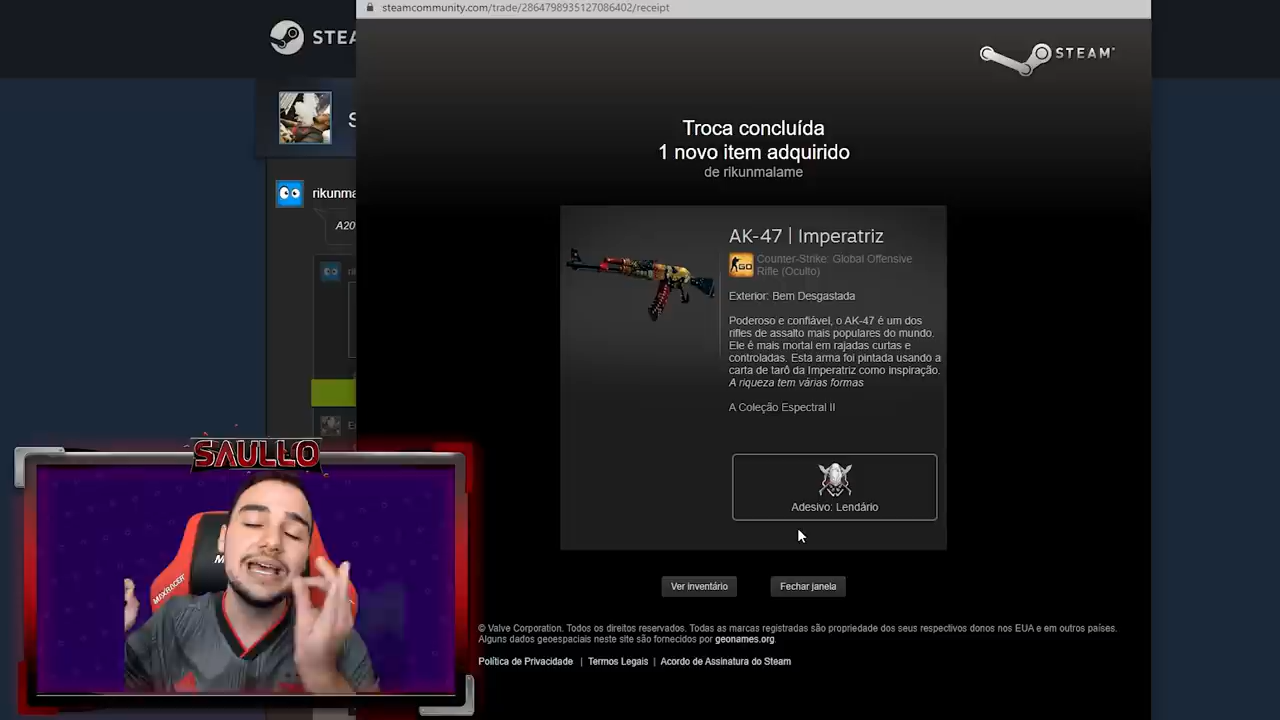 steamcommunity.com/trade/2864798935127086402/receipt
STEA
STEAM
S
Troca concluída
1 novo item adquirido
de rikunmalame
rikunma
A20
AK-47 | Imperatriz
Counter-Strike: Global Offensive
Rifle (Oculto)
Exterior: Bem Desgastada
Poderoso e confiável, o AK-47 é um dos
rifles de assalto mais populares do mundo.
Ele é mais mortal em rajadas curtas e
controladas. Esta arma foi pintada usando a
carta de tarô da Imperatriz como inspiração.
A riqueza tem várias formas
A Coleção Espectral II
Adesivo: Lendário
SAULLO
MAXRACER
Ver inventário
Fechar janela
© Valve Corporation. Todos os direitos reservados. Todas as marcas registradas são propriedade dos seus respectivos donos nos EUA e em outros países.
Alguns dados geoespaciais neste site são fornecidos por geonames.org.
Política de Privacidade | Termos Legais | Acordo de Assinatura do Steam